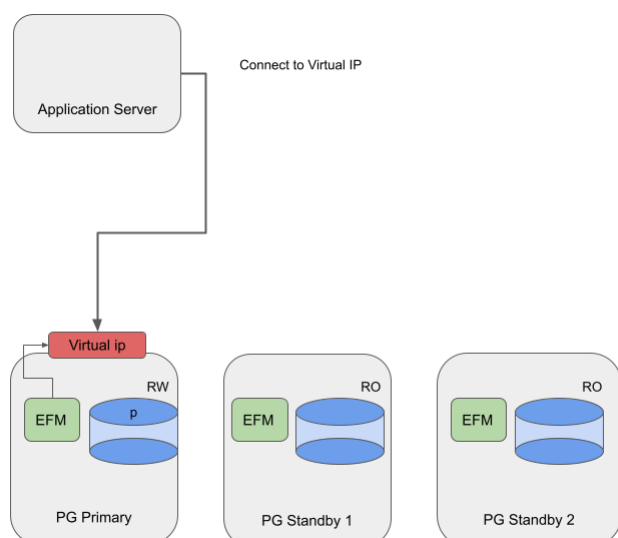 Connect to Virtual IP
Application Server
Virtual ip
RW
RO
RO
p
EFM
EFM
EFM
PG Primary
PG Standby 1
PG Standby 2